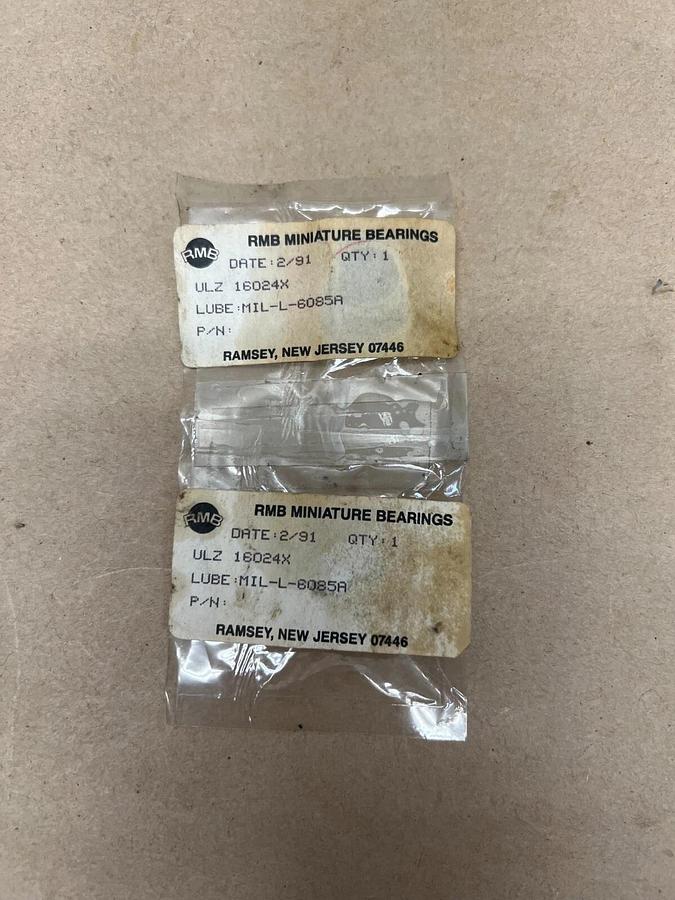 RMB MINIATURE BEARINGS
RMB
DATE:2/91 QTY:1
ULZ 16024X
LUBE:MIL-L-6085A
P/N:
RAMSEY, NEW JERSEY 07446
RMB MINIATURE BEARINGS
RMB
DATE:2/91 QTY:1
ULZ 16024X
LUBE:MIL-L-6085A
P/N:
RAMSEY, NEW JERSEY 07446